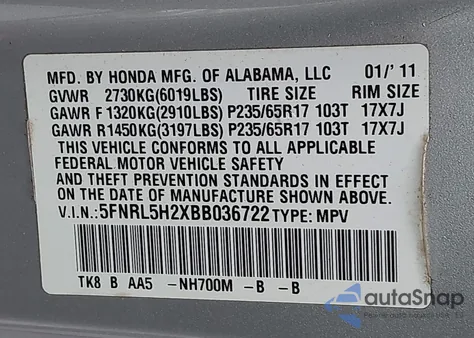 MFD. BY HONDA MFG. OF ALABAMA, LLC 01/' 11
GVWR 2730KG(6019LBS) TIRE SIZE RIM SIZE
GAWR F 1320KG(2910LBS) P235/65R17 103T 17X7J
GAWR R1450KG(3197LBS) P235/65R17 103T 17X7J
THIS VEHICLE CONFORMS TO ALL APPLICABLE
FEDERAL MOTOR VEHICLE SAFETY
AND THEFT PREVENTION STANDARDS IN EFFECT
ON THE DATE OF MANUFACTURE SHOWN ABOVE.
V.I.N.:5FNRL5H2XBB036722 TYPE: MPV
TK8 B AA5 -NH700M -B -B
autoSnap